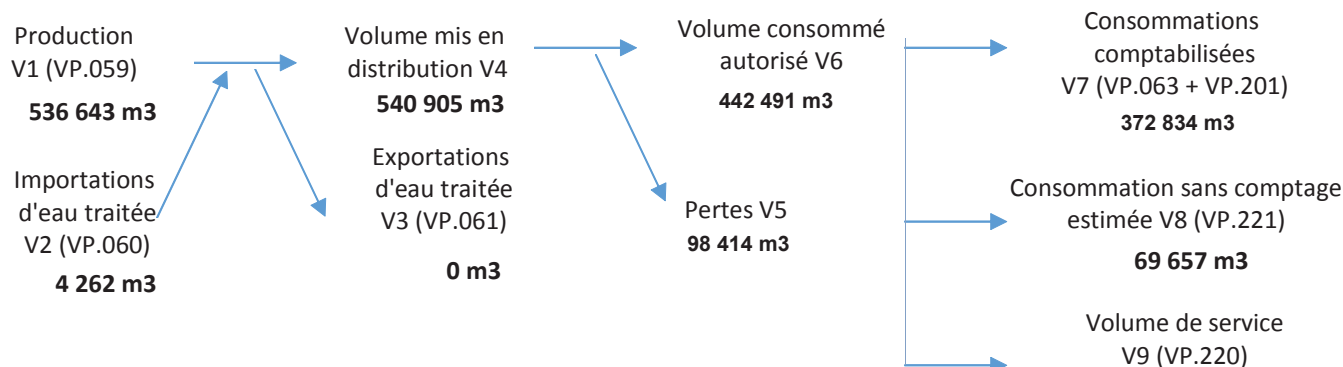 Production
V1 (VP.059)
536 643 m3
Importations
d'eau traitée
V2 (VP.060)
4 262 m3
Volume mis en
distribution V4
540 905 m3
Exportations
d'eau traitée
V3 (VP.061)
0 m3
Volume consommé
autorisé V6
442 491 m3
Pertes V5
98 414 m3
Consommations
comptabilisées
V7 (VP.063 + VP.201)
372 834 m3
Consommation sans comptage
estimée V8 (VP.221)
69 657 m3
Volume de service
V9 (VP.220)